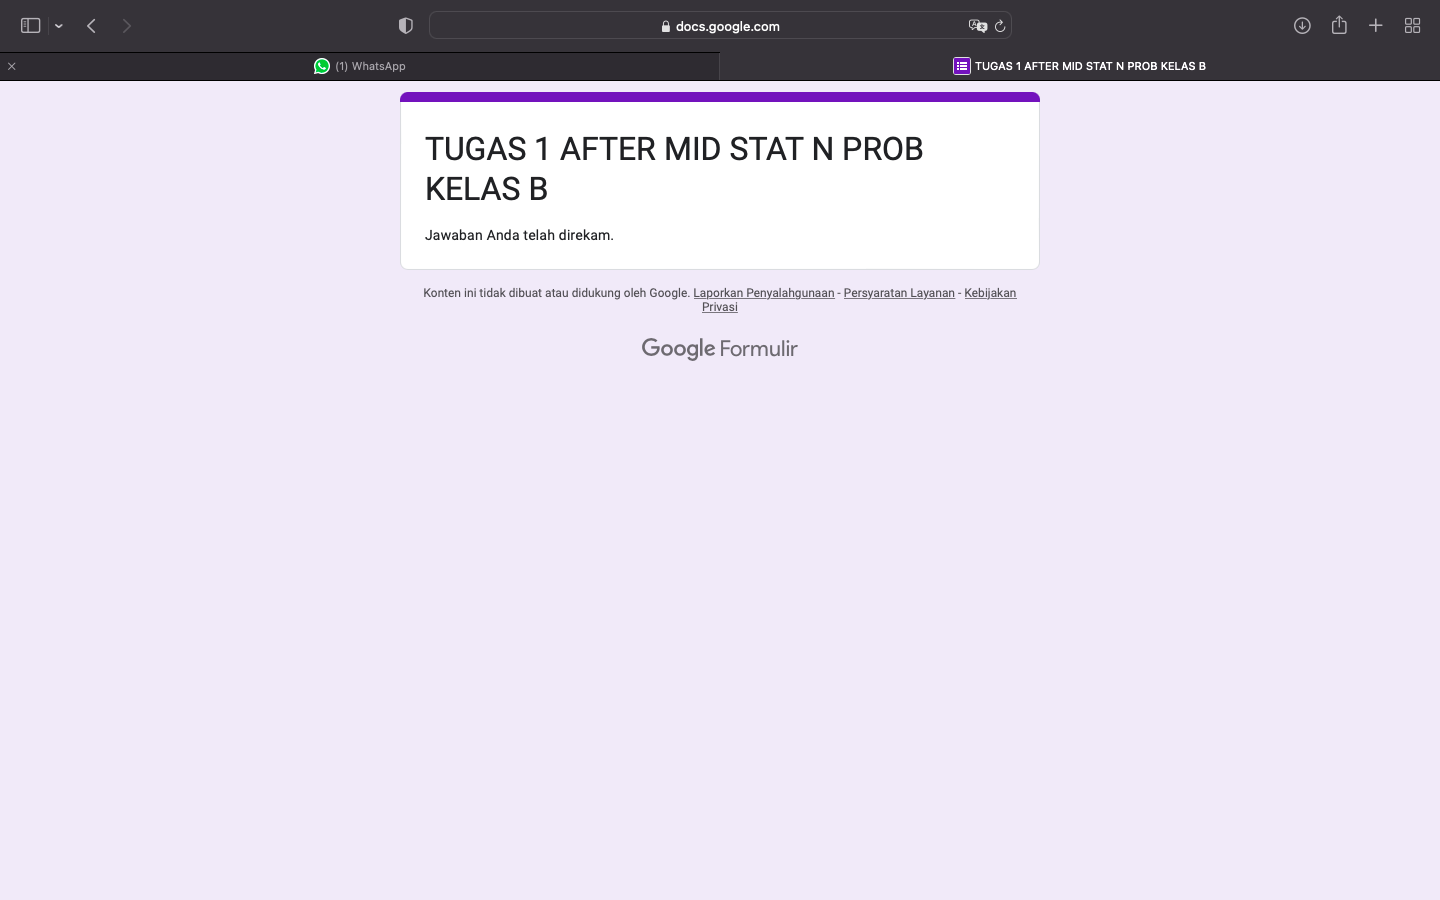 docs.google.com
(1) WhatsApp
TUGAS 1 AFTER MID STAT N PROB KELAS B
TUGAS 1 AFTER MID STAT N PROB
KELAS B
Jawaban Anda telah direkam.
Konten ini tidak dibuat atau didukung oleh Google. Laporkan Penyalahgunaan - Persyaratan Layanan - Kebijakan
Privasi
Google Formulir